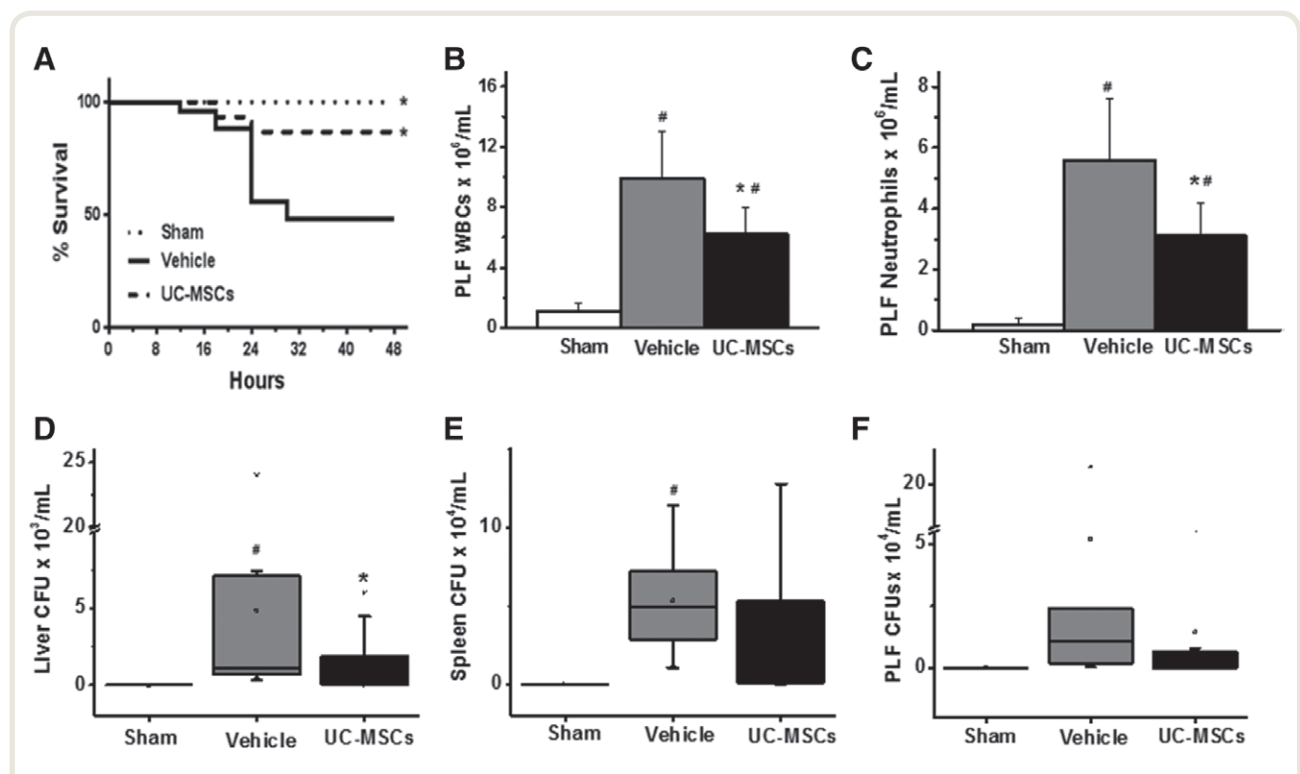 A
% Survival
100
50
0
Sham
Vehicle
UC-MSCs
*
*
0 8 16 24 32 40 48
Hours
B
PLF WBCs x 10⁶/mL
16
12
8
4
0
#
* #
Sham Vehicle UC-MSCs
C
PLF Neutrophils x 10⁶/mL
8
6
4
2
0
#
*#
Sham Vehicle UC-MSCs
D
Liver CFU x 10³/mL
25
20
5
0
#
*
Sham Vehicle UC-MSCs
E
Spleen CFU x 10⁴/mL
10
0
#
Sham Vehicle UC-MSCs
F
PLF CFUsx 10⁴/mL
20
5
0
Sham Vehicle UC-MSCs